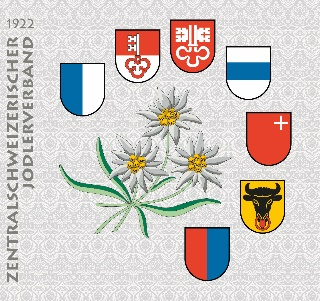 1922
ZENTRALSCHWEIZERISCHER
JODLERVERBAND